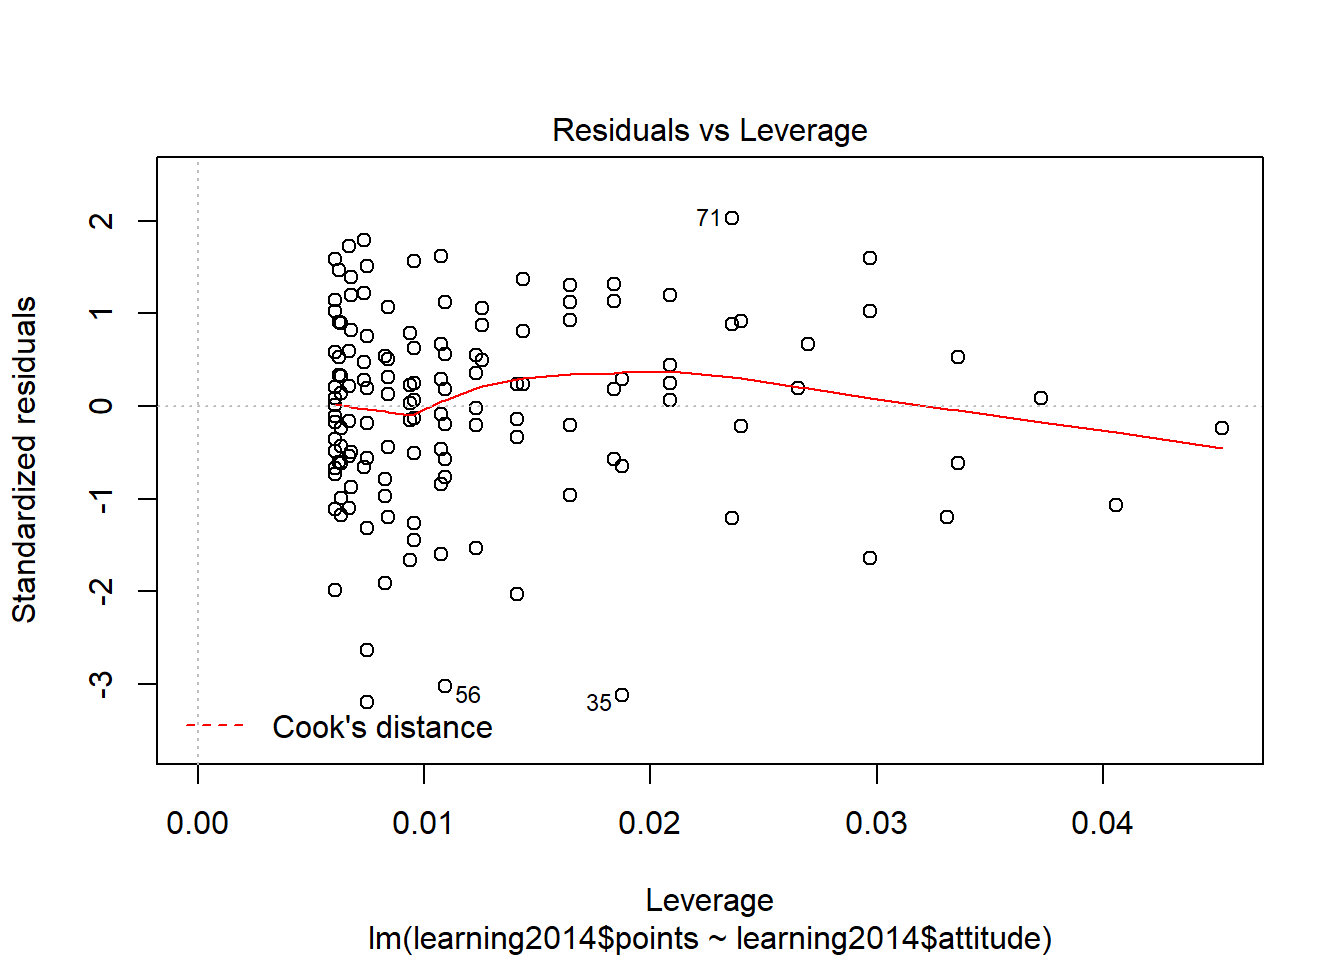 Residuals vs Leverage
Standardized residuals
2
1
0
-1
-2
-3
71
56
35
Cook's distance
0.00 0.01 0.02 0.03 0.04
Leverage
lm(learning2014$points ~ learning2014$attitude)